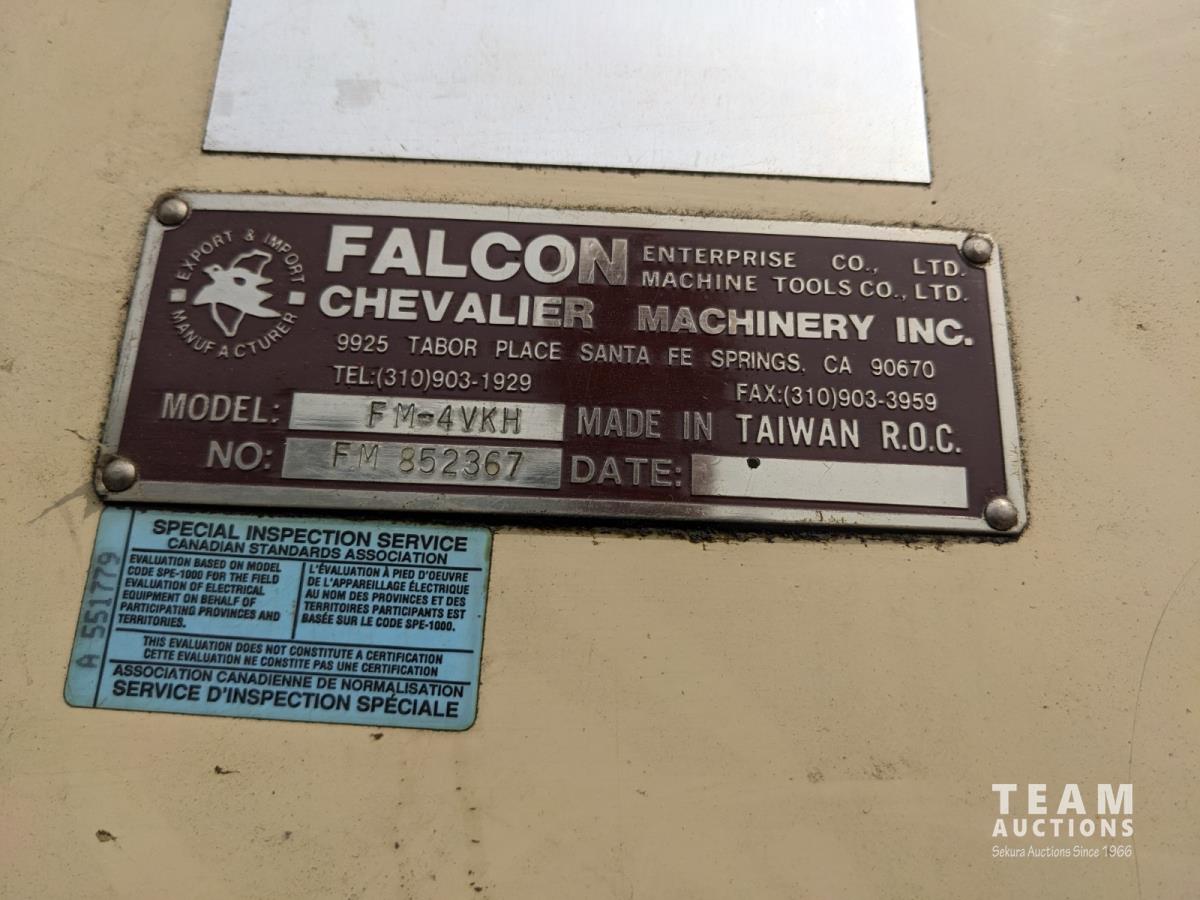 EXPORT & IMPORT
MANUFACTURER
FALCON
ENTERPRISE CO., LTD.
MACHINE TOOLS CO., LTD.
CHEVALIER MACHINERY INC.
9925 TABOR PLACE SANTA FE SPRINGS, CA 90670
TEL:(310)903-1929 FAX:(310)903-3959
MODEL: FM-4VKH MADE IN TAIWAN R.O.C.
NO: FM 852367 DATE:
A 551779
SPECIAL INSPECTION SERVICE
CANADIAN STANDARDS ASSOCIATION
EVALUATION BASED ON MODEL
CODE SPE-1000 FOR THE FIELD
EVALUATION OF ELECTRICAL
EQUIPMENT ON BEHALF OF
PARTICIPATING PROVINCES AND
TERRITORIES.
L'ÉVALUATION À PIED D'OEUVRE
DE L'APPAREILLAGE ÉLECTRIQUE
AU NOM DES PROVINCES ET DES
TERRITOIRES PARTICIPANTS EST
BASÉE SUR LE CODE SPE-1000.
THIS EVALUATION DOES NOT CONSTITUTE A CERTIFICATION
CETTE EVALUATION NE CONSTITE PAS UNE CERTIFICATION
ASSOCIATION CANADIENNE DE NORMALISATION
SERVICE D'INSPECTION SPÉCIALE
TEAM
AUCTIONS
Sekura Auctions Since 1966